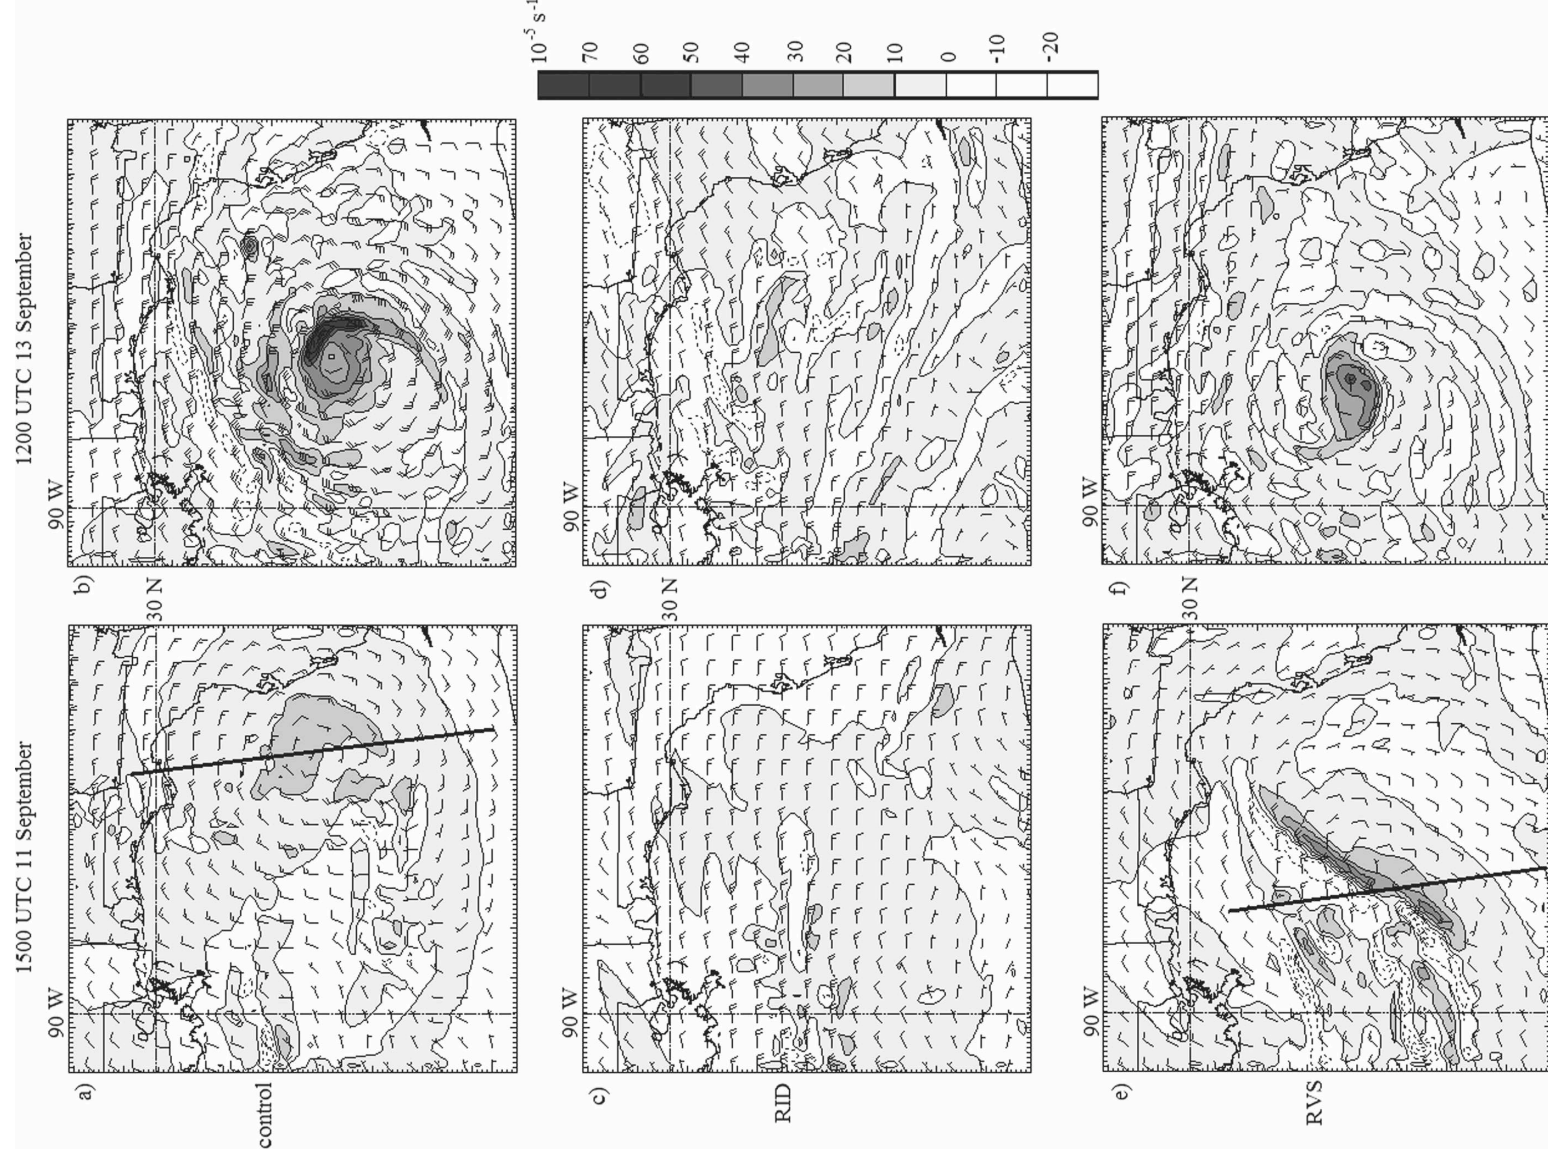 1500 UTC 11 September
1200 UTC 13 September
a)
90 W
30 N
control
b)
90 W
c)
90 W
30 N
RID
d)
90 W
e)
90 W
30 N
RVS
f)
90 W
10⁻⁵ s⁻¹
70
60
50
40
30
20
10
0
-10
-20